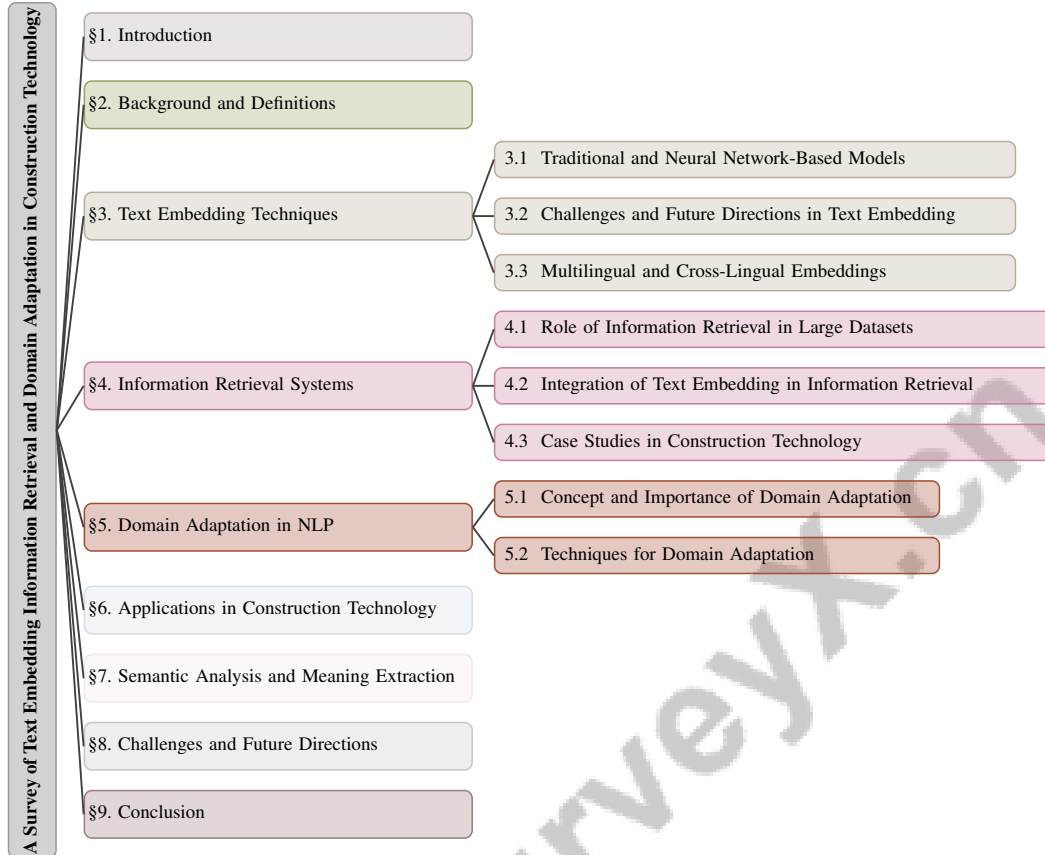 A Survey of Text Embedding Information Retrieval and Domain Adaptation in Construction Technology
§1. Introduction
§2. Background and Definitions
§3. Text Embedding Techniques
3.1 Traditional and Neural Network-Based Models
3.2 Challenges and Future Directions in Text Embedding
3.3 Multilingual and Cross-Lingual Embeddings
§4. Information Retrieval Systems
4.1 Role of Information Retrieval in Large Datasets
4.2 Integration of Text Embedding in Information Retrieval
4.3 Case Studies in Construction Technology
§5. Domain Adaptation in NLP
5.1 Concept and Importance of Domain Adaptation
5.2 Techniques for Domain Adaptation
§6. Applications in Construction Technology
§7. Semantic Analysis and Meaning Extraction
§8. Challenges and Future Directions
§9. Conclusion
urveyx.cn